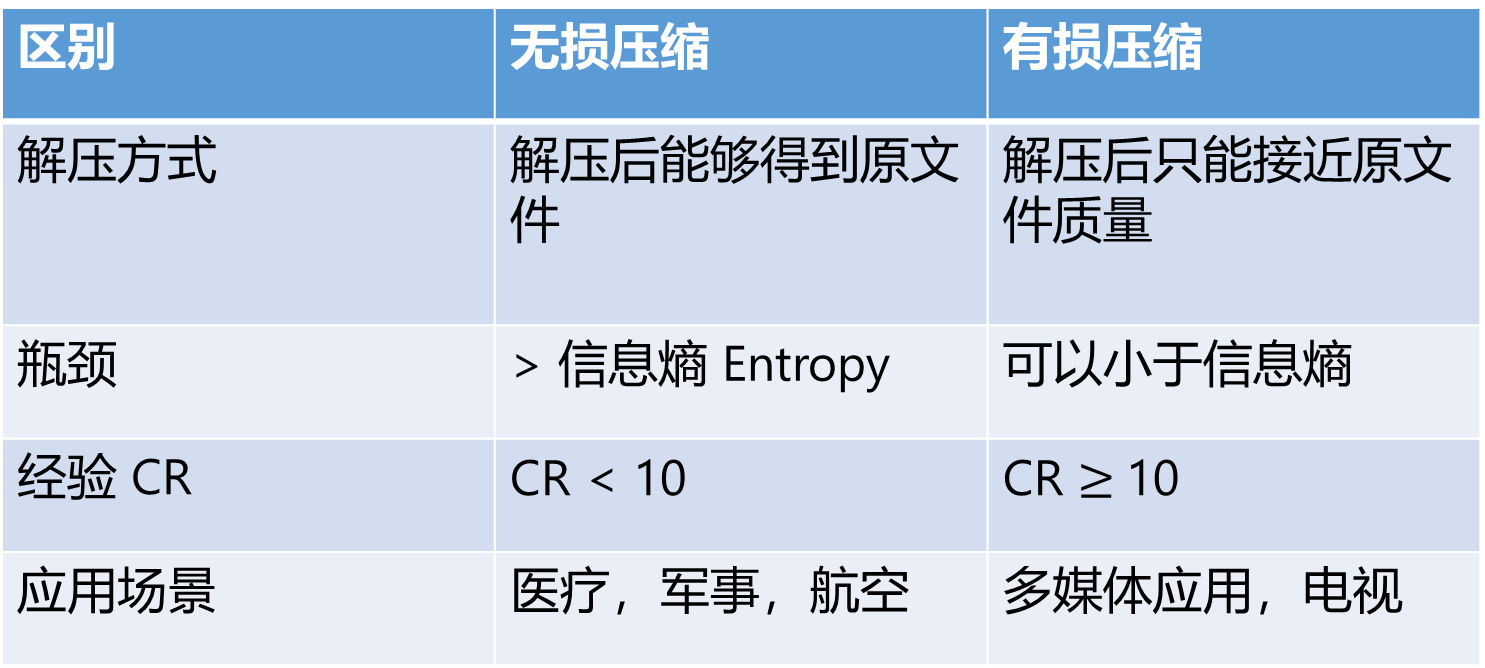 区别 无损压缩 有损压缩
解压方式 解压后能够得到原文 解压后只能接近原文
件 件质量
瓶颈 > 信息熵 Entropy 可以小于信息熵
经验 CR CR < 10 CR ≥ 10
应用场景 医疗，军事，航空 多媒体应用，电视